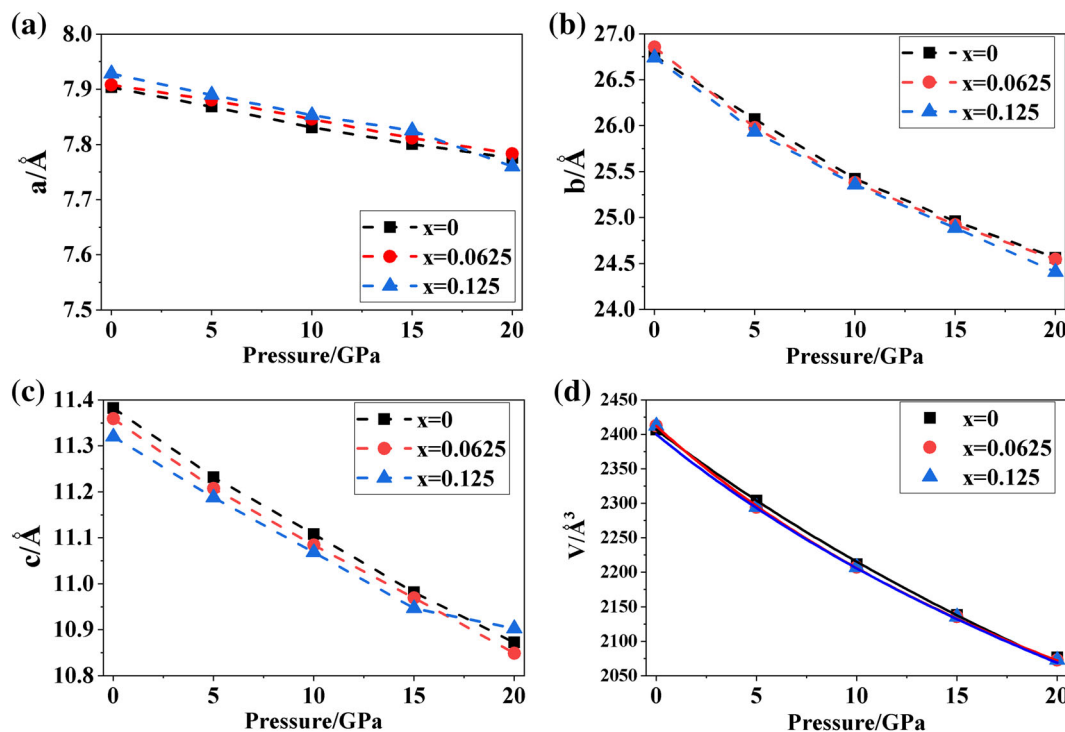 (a)
8.0
7.9
7.8
7.7
7.6
7.5
a/Å
x=0
x=0.0625
x=0.125
0 5 10 15 20
Pressure/GPa
(b)
27.0
26.5
26.0
25.5
25.0
24.5
24.0
b/Å
x=0
x=0.0625
x=0.125
0 5 10 15 20
Pressure/GPa
(c)
11.4
11.3
11.2
11.1
11.0
10.9
10.8
c/Å
x=0
x=0.0625
x=0.125
0 5 10 15 20
Pressure/GPa
(d)
2450
2400
2350
2300
2250
2200
2150
2100
2050
V/Å³
x=0
x=0.0625
x=0.125
0 5 10 15 20
Pressure/GPa